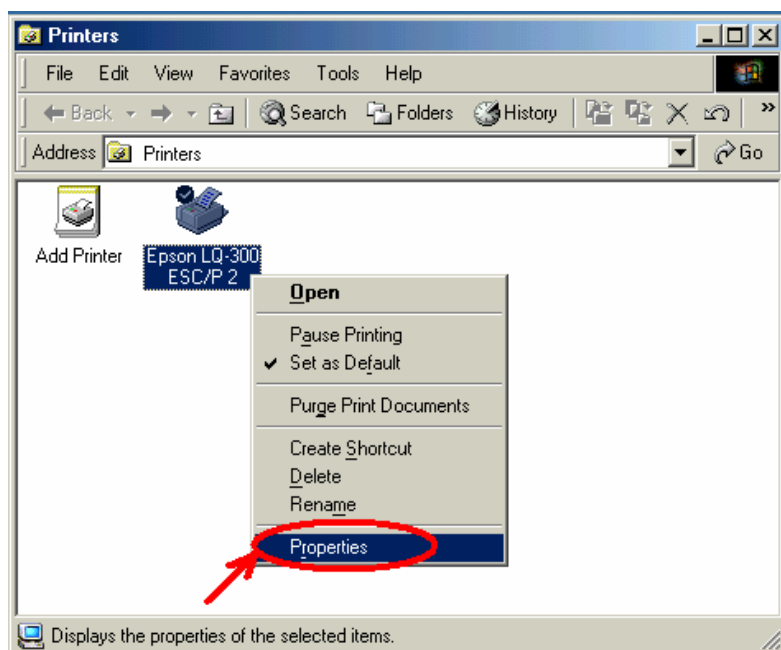 Printers
File Edit View Favorites Tools Help
Back Search Folders History »
Address Printers Go
Add Printer
Epson LQ-300
ESC/P 2
Open
Pause Printing
Set as Default
Purge Print Documents
Create Shortcut
Delete
Rename
Properties
Displays the properties of the selected items.